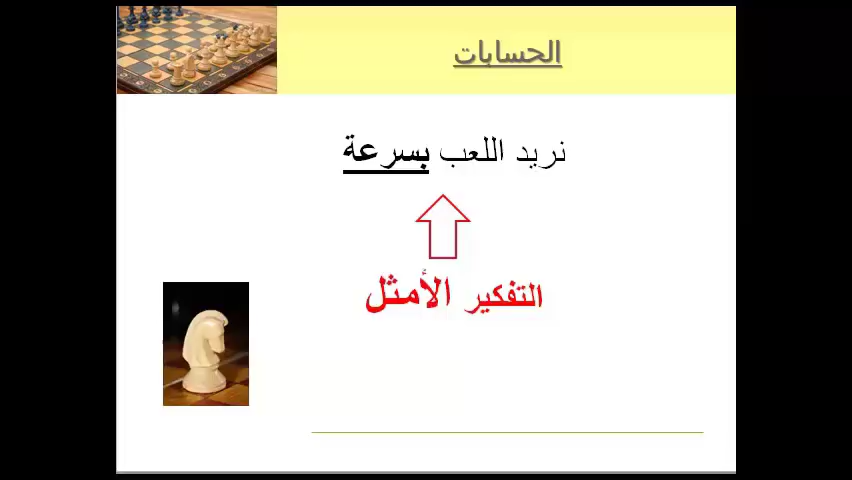 الحسابات
نريد اللعب بسرعة
التفكير الأمثل